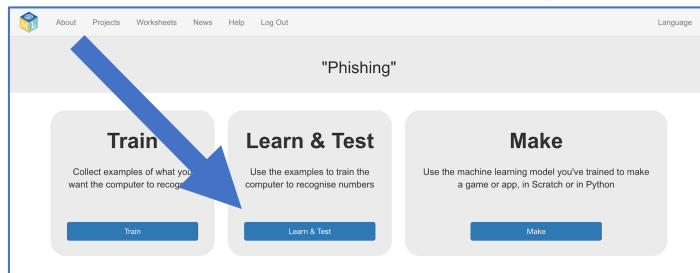 About Projects Worksheets News Help Log Out Language
"Phishing"
Train
Collect examples of what you
want the computer to
Train
Learn & Test
Use the examples to train the
computer to recognise numbers
Learn & Test
Make
Use the machine learning model you've trained to make
a game or app, in Scratch or in Python
Make